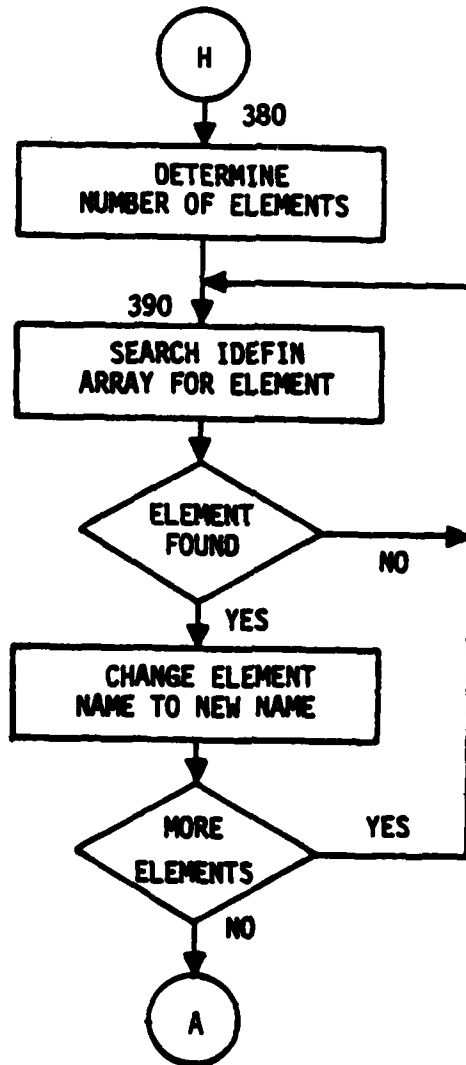 H
380
DETERMINE
NUMBER OF ELEMENTS
390
SEARCH IDEFIN
ARRAY FOR ELEMENT
ELEMENT
FOUND
NO
YES
CHANGE ELEMENT
NAME TO NEW NAME
MORE
ELEMENTS
YES
NO
A